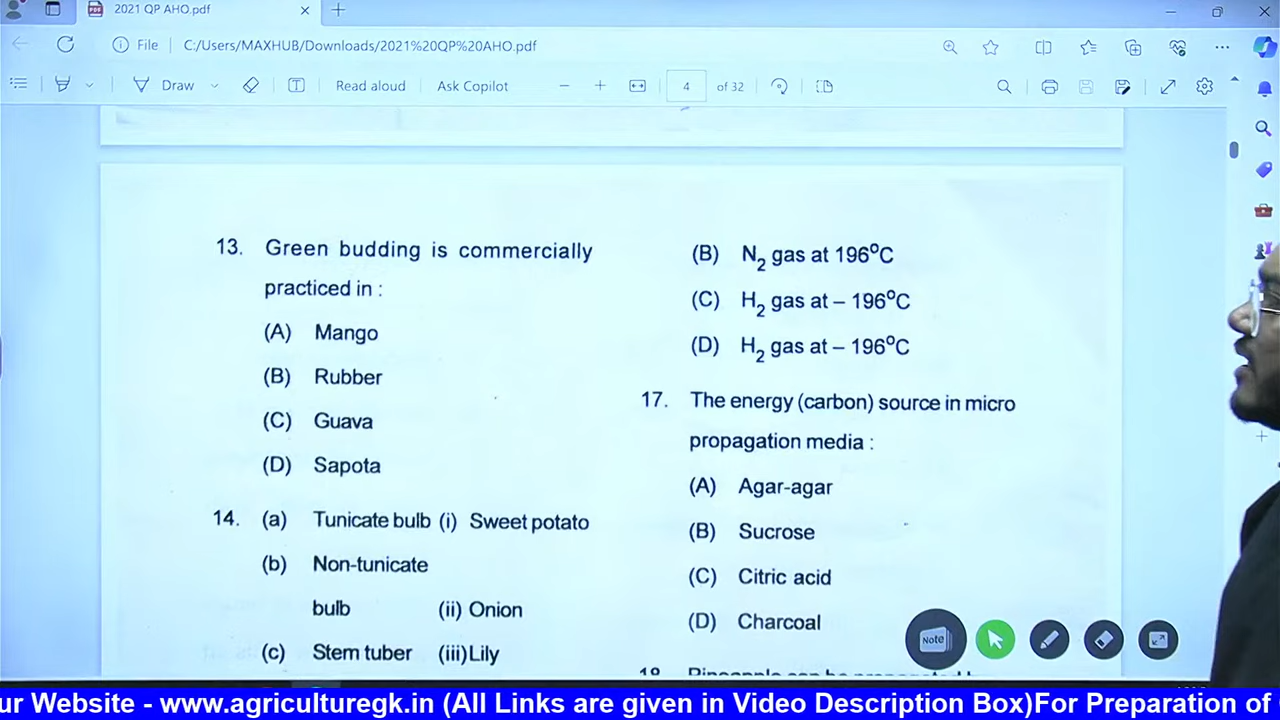 2021 QP AHO.pdf
File
C:/Users/MAXHUB/Downloads/2021%20QP%20AHO.pdf
Draw
Read aloud
Ask Copilot
4
of 32
13. Green budding is commercially
practiced in :
(A) Mango
(B) Rubber
(C) Guava
(D) Sapota
14. (a) Tunicate bulb (i) Sweet potato
(b) Non-tunicate
bulb (ii) Onion
(c) Stem tuber (iii)Lily
(B) N₂ gas at 196°C
(C) H₂ gas at – 196°C
(D) H₂ gas at – 196°C
17. The energy (carbon) source in micro
propagation media :
(A) Agar-agar
(B) Sucrose
(C) Citric acid
(D) Charcoal
Note
ur Website - www.agriculturegk.in (All Links are given in Video Description Box)For Preparation of